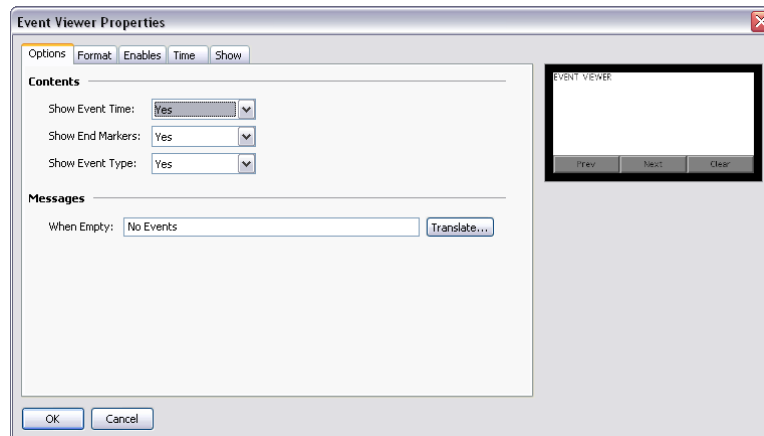 Event Viewer Properties
Options Format Enables Time Show
Contents
Show Event Time: Yes
Show End Markers: Yes
Show Event Type: Yes
Messages
When Empty: No Events Translate...
OK Cancel
EVENT VIEWER
Prev Next Clear